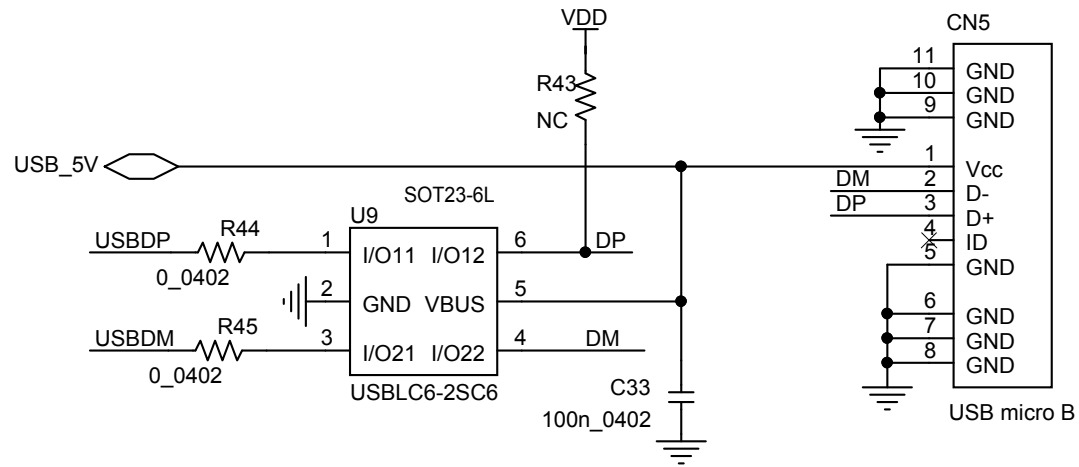 VDD
CN5
R43
NC
11
GND
10
GND
9
GND
USB_5V
1
Vcc
DM
2
D-
DP
3
D+
4
ID
5
GND
6
GND
7
GND
8
GND
USB micro B
SOT23-6L
U9
USBDP
R44
0_0402
1
I/O11
I/O12
6
DP
2
GND
VBUS
5
USBDM
R45
0_0402
3
I/O21
I/O22
4
DM
USBLC6-2SC6
C33
100n_0402